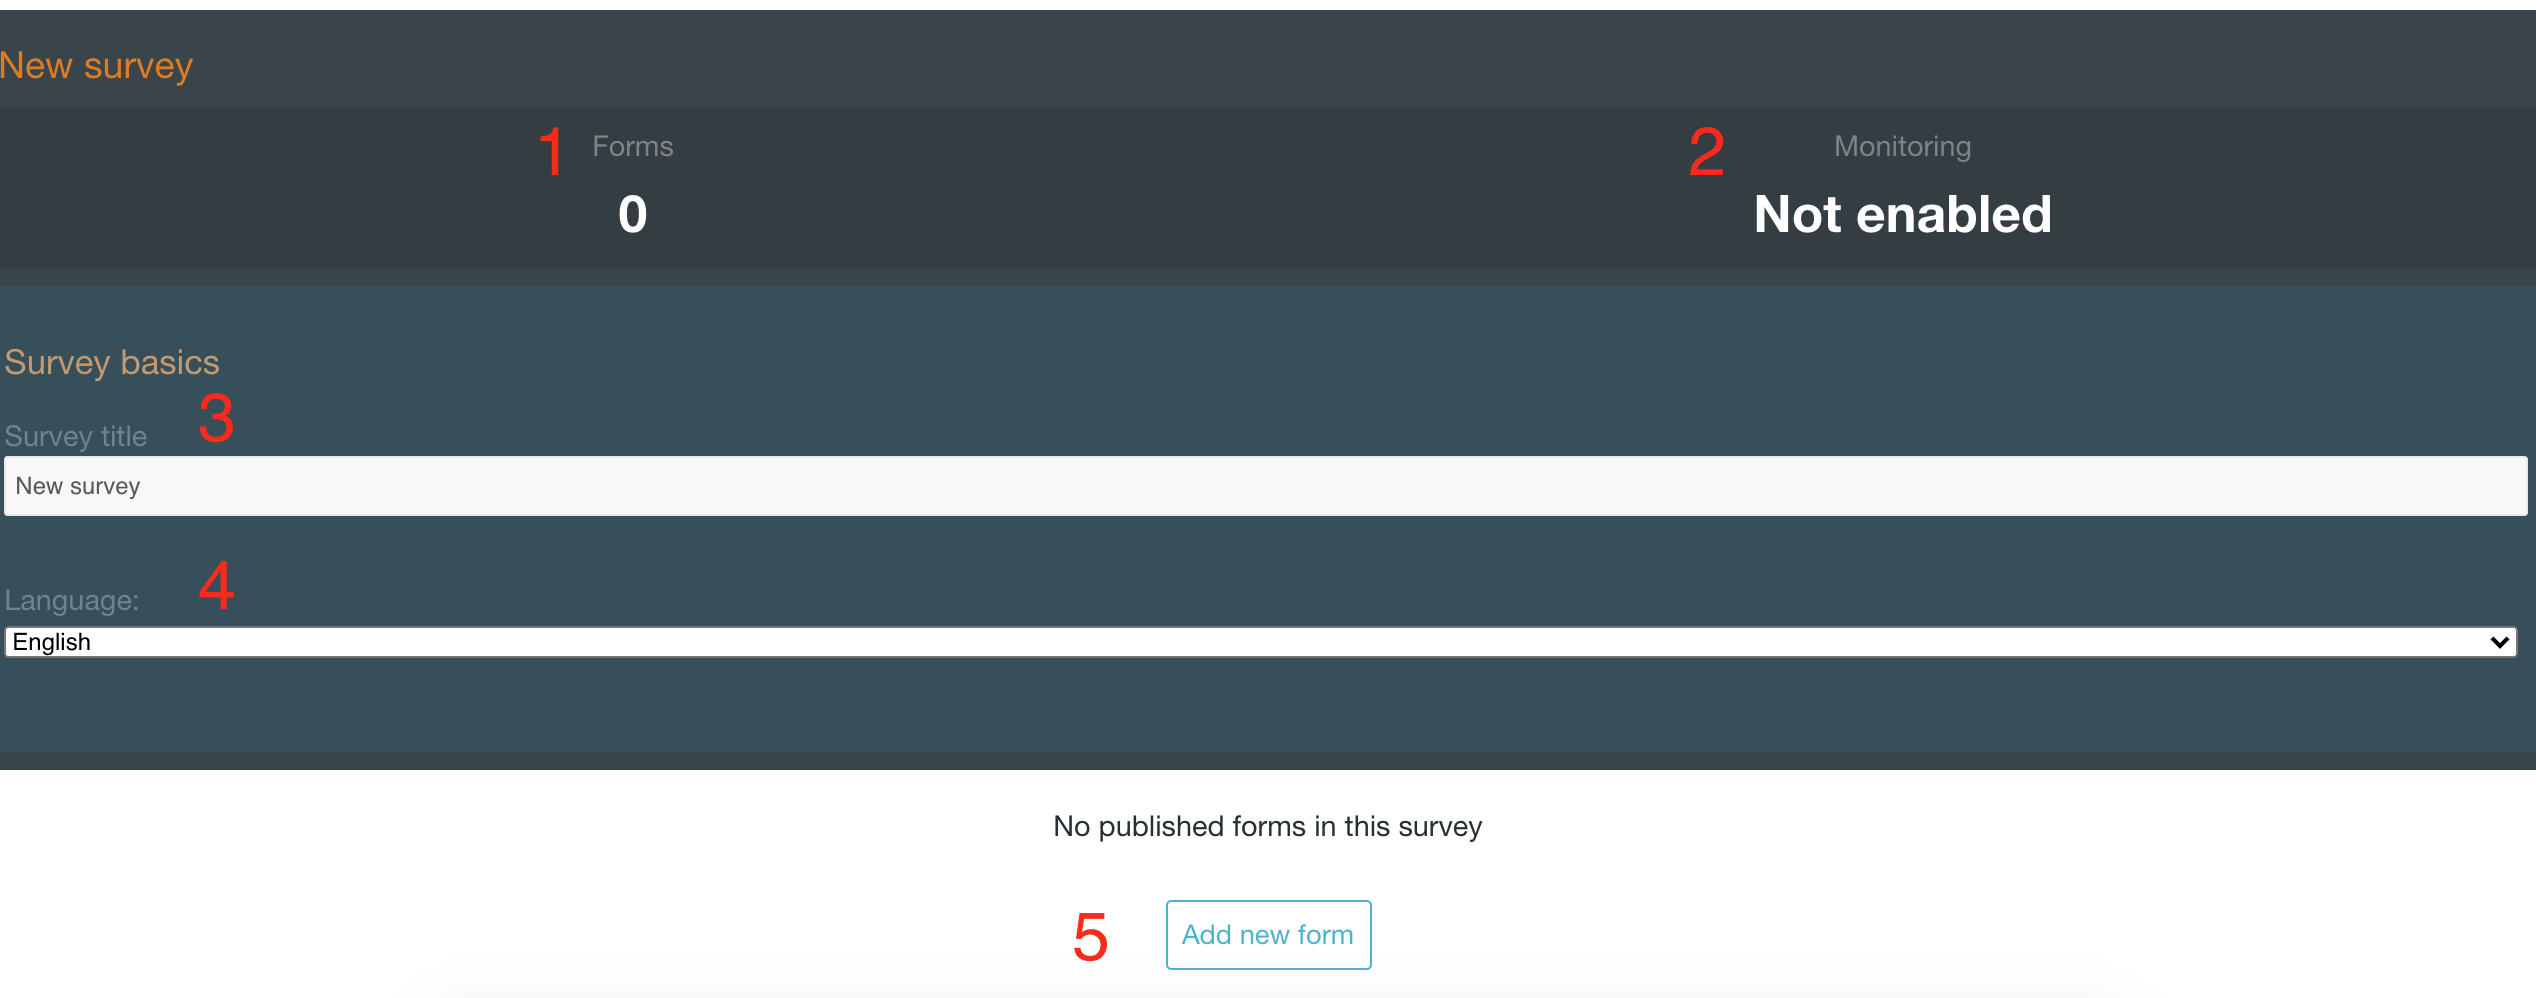 New survey
1 Forms
2 Monitoring
0
Not enabled
Survey basics
3
Survey title
New survey
4
Language:
English
No published forms in this survey
5 Add new form